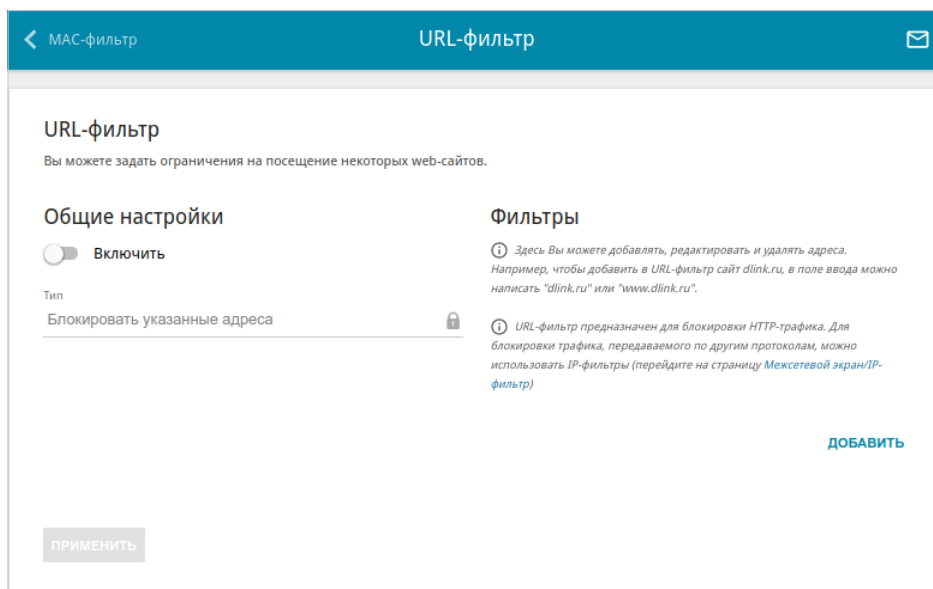 МАС-фильтр
URL-фильтр
URL-фильтр
Вы можете задать ограничения на посещение некоторых web-сайтов.
Общие настройки
Включить
Тип
Блокировать указанные адреса
Фильтры
Здесь Вы можете добавлять, редактировать и удалять адреса.
Например, чтобы добавить в URL-фильтр сайт dlink.ru, в поле ввода можно
написать "dlink.ru" или "www.dlink.ru".
URL-фильтр предназначен для блокировки HTTP-трафика. Для
блокировки трафика, передаваемого по другим протоколам, можно
использовать IP-фильтры (перейдите на страницу Межсетевой экран/IP-
фильтр)
ДОБАВИТЬ
ПРИМЕНИТЬ